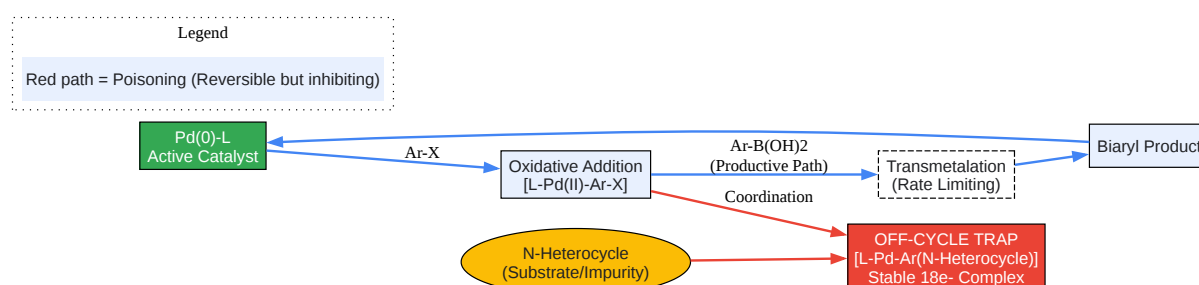 Legend
Red path = Poisoning (Reversible but inhibiting)
Pd(0)-L
Active Catalyst
Ar-X
Oxidative Addition
[L-Pd(II)-Ar-X]
Ar-B(OH)2
(Productive Path)
Transmetalation
(Rate Limiting)
Biaryl Product
Coordination
N-Heterocycle
(Substrate/Impurity)
OFF-CYCLE TRAP
[L-Pd-Ar(N-Heterocycle)]
Stable 18e- Complex